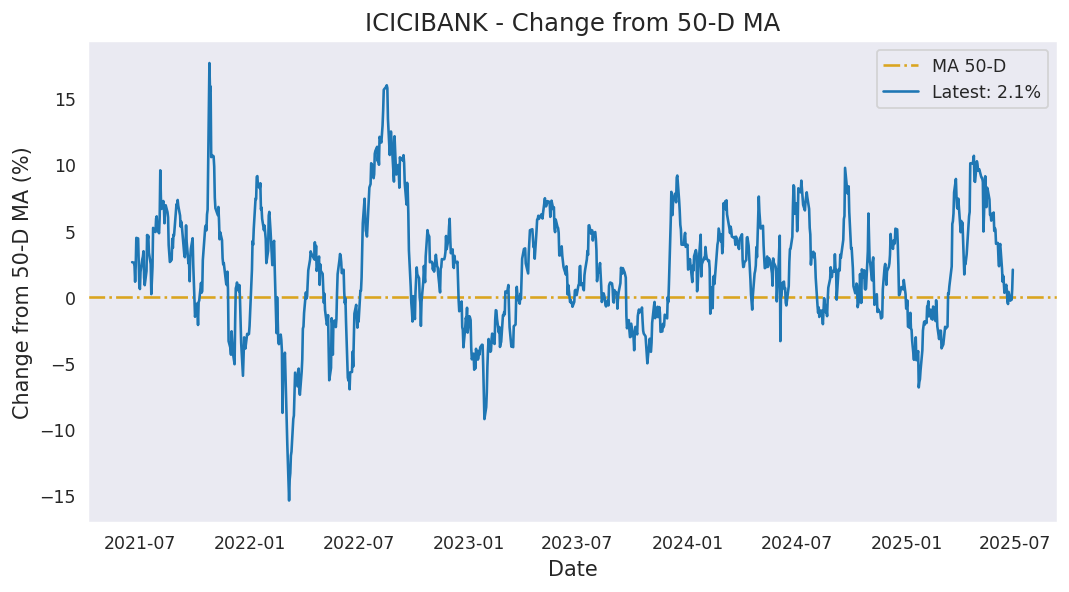 ICICIBANK - Change from 50-D MA
MA 50-D
Latest: 2.1%
Change from 50-D MA (%)
15
10
5
0
−5
−10
−15
2021-07 2022-01 2022-07 2023-01 2023-07 2024-01 2024-07 2025-01 2025-07
Date